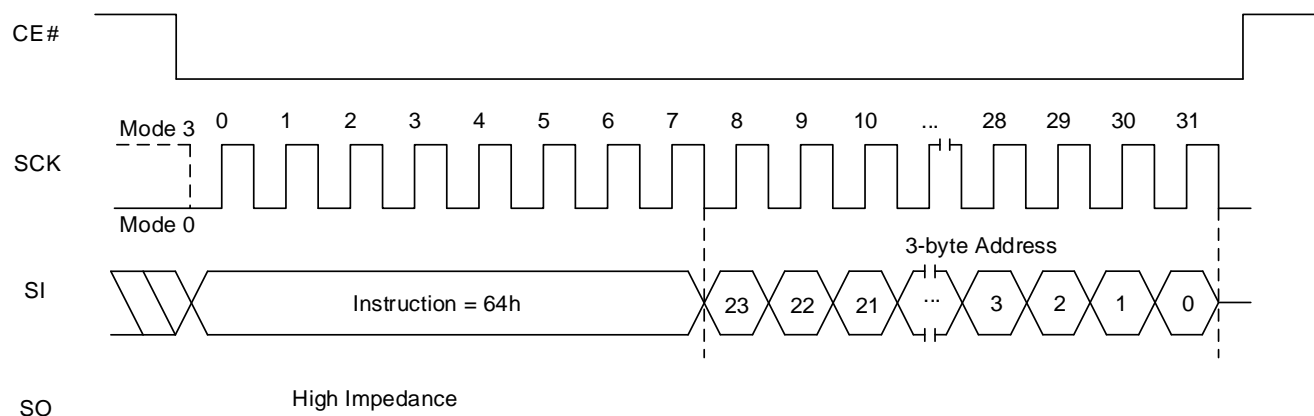 CE#
Mode 3
0 1 2 3 4 5 6 7 8 9 10 ... 28 29 30 31
SCK
Mode 0
3-byte Address
SI
Instruction = 64h
23 22 21 ... 3 2 1 0
High Impedance
SO